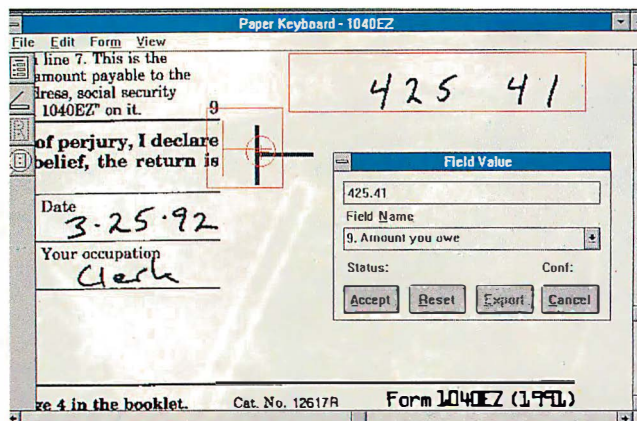 Paper Keyboard - 1040EZ
File Edit Form View
line 7. This is the
amount payable to the
dress, social security
1040EZ" on it. 9
425 41
of perjury, I declare
belief, the return is
Field Value
425.41
Field Name
9. Amount you owe
Status: Conf:
Accept Reset Export Cancel
Date
3-25-92
Your occupation
Clerk
ge 4 in the booklet. Cat. No. 12617R Form 1040EZ (1991)